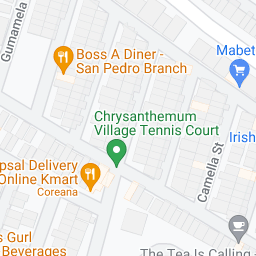 Gumamela
Boss A Diner -
San Pedro Branch
Mabet
Chrysanthemum
Village Tennis Court
Irish
Camella St
psal Delivery
Online Kmart
Coreana
s Gurl
Beverages
The Tea Is Calling -